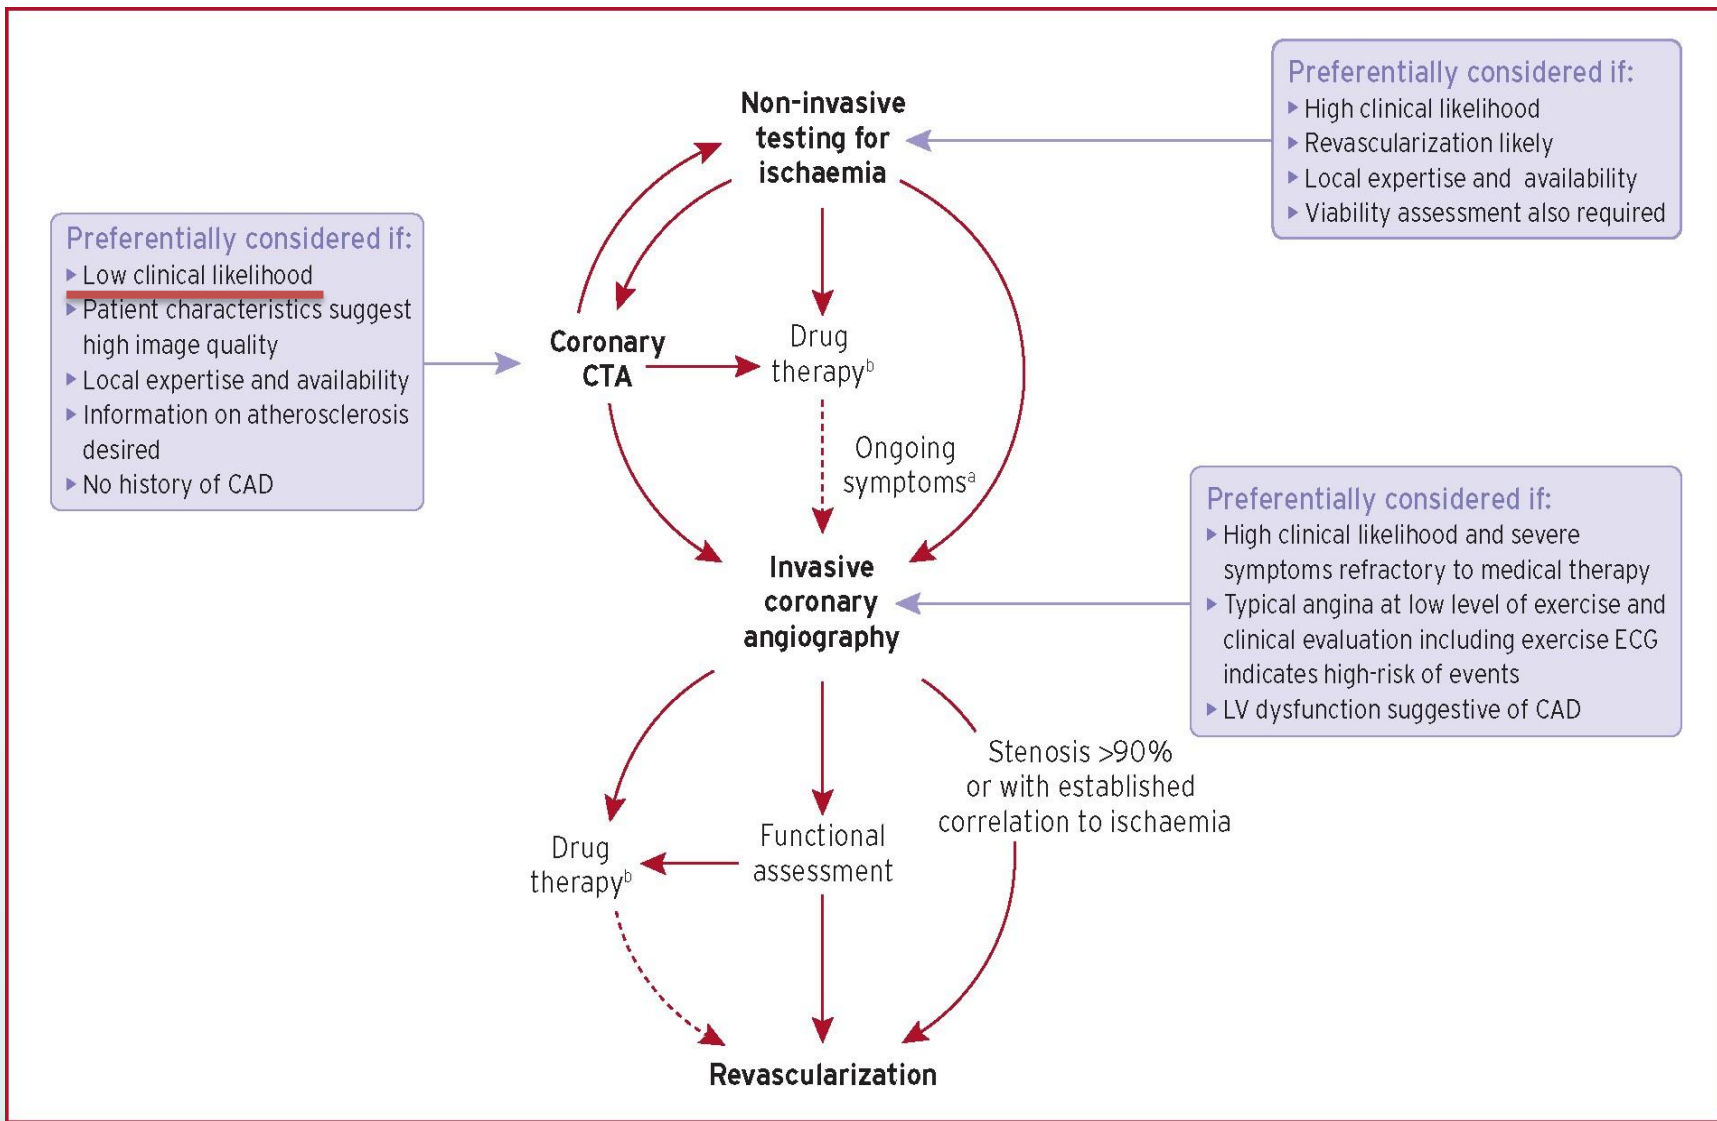 Non-invasive
testing for
ischaemia
Preferentially considered if:
High clinical likelihood
Revascularization likely
Local expertise and availability
Viability assessment also required
Preferentially considered if:
Low clinical likelihood
Patient characteristics suggest
high image quality
Local expertise and availability
Information on atherosclerosis
desired
No history of CAD
Coronary
CTA
Drug
therapyᵇ
Ongoing
symptomsᵃ
Invasive
coronary
angiography
Preferentially considered if:
High clinical likelihood and severe
symptoms refractory to medical therapy
Typical angina at low level of exercise and
clinical evaluation including exercise ECG
indicates high-risk of events
LV dysfunction suggestive of CAD
Stenosis >90%
or with established
correlation to ischaemia
Drug
therapyᵇ
Functional
assessment
Revascularization